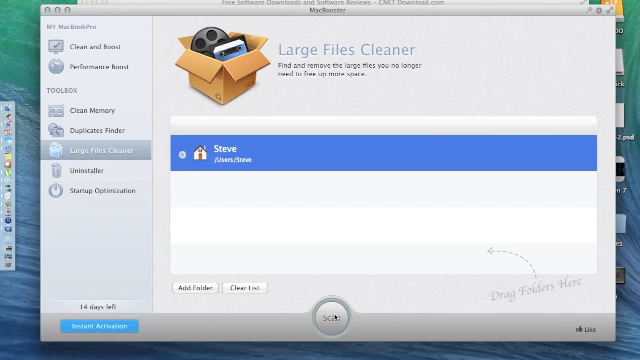 Free Software Downloads and Software Reviews - CNET Download.com
MacBooster
MY MacBookPro
Clean and Boost
Performance Boost
TOOLBOX
Clean Memory
Duplicates Finder
Large Files Cleaner
Uninstaller
Startup Optimization
14 days left
Instant Activation
Large Files Cleaner
Find and remove the large files you no longer
need to free up more space.
Steve
/Users/Steve
Drag Folders Here
Add Folder
Clear List
Scan
Like